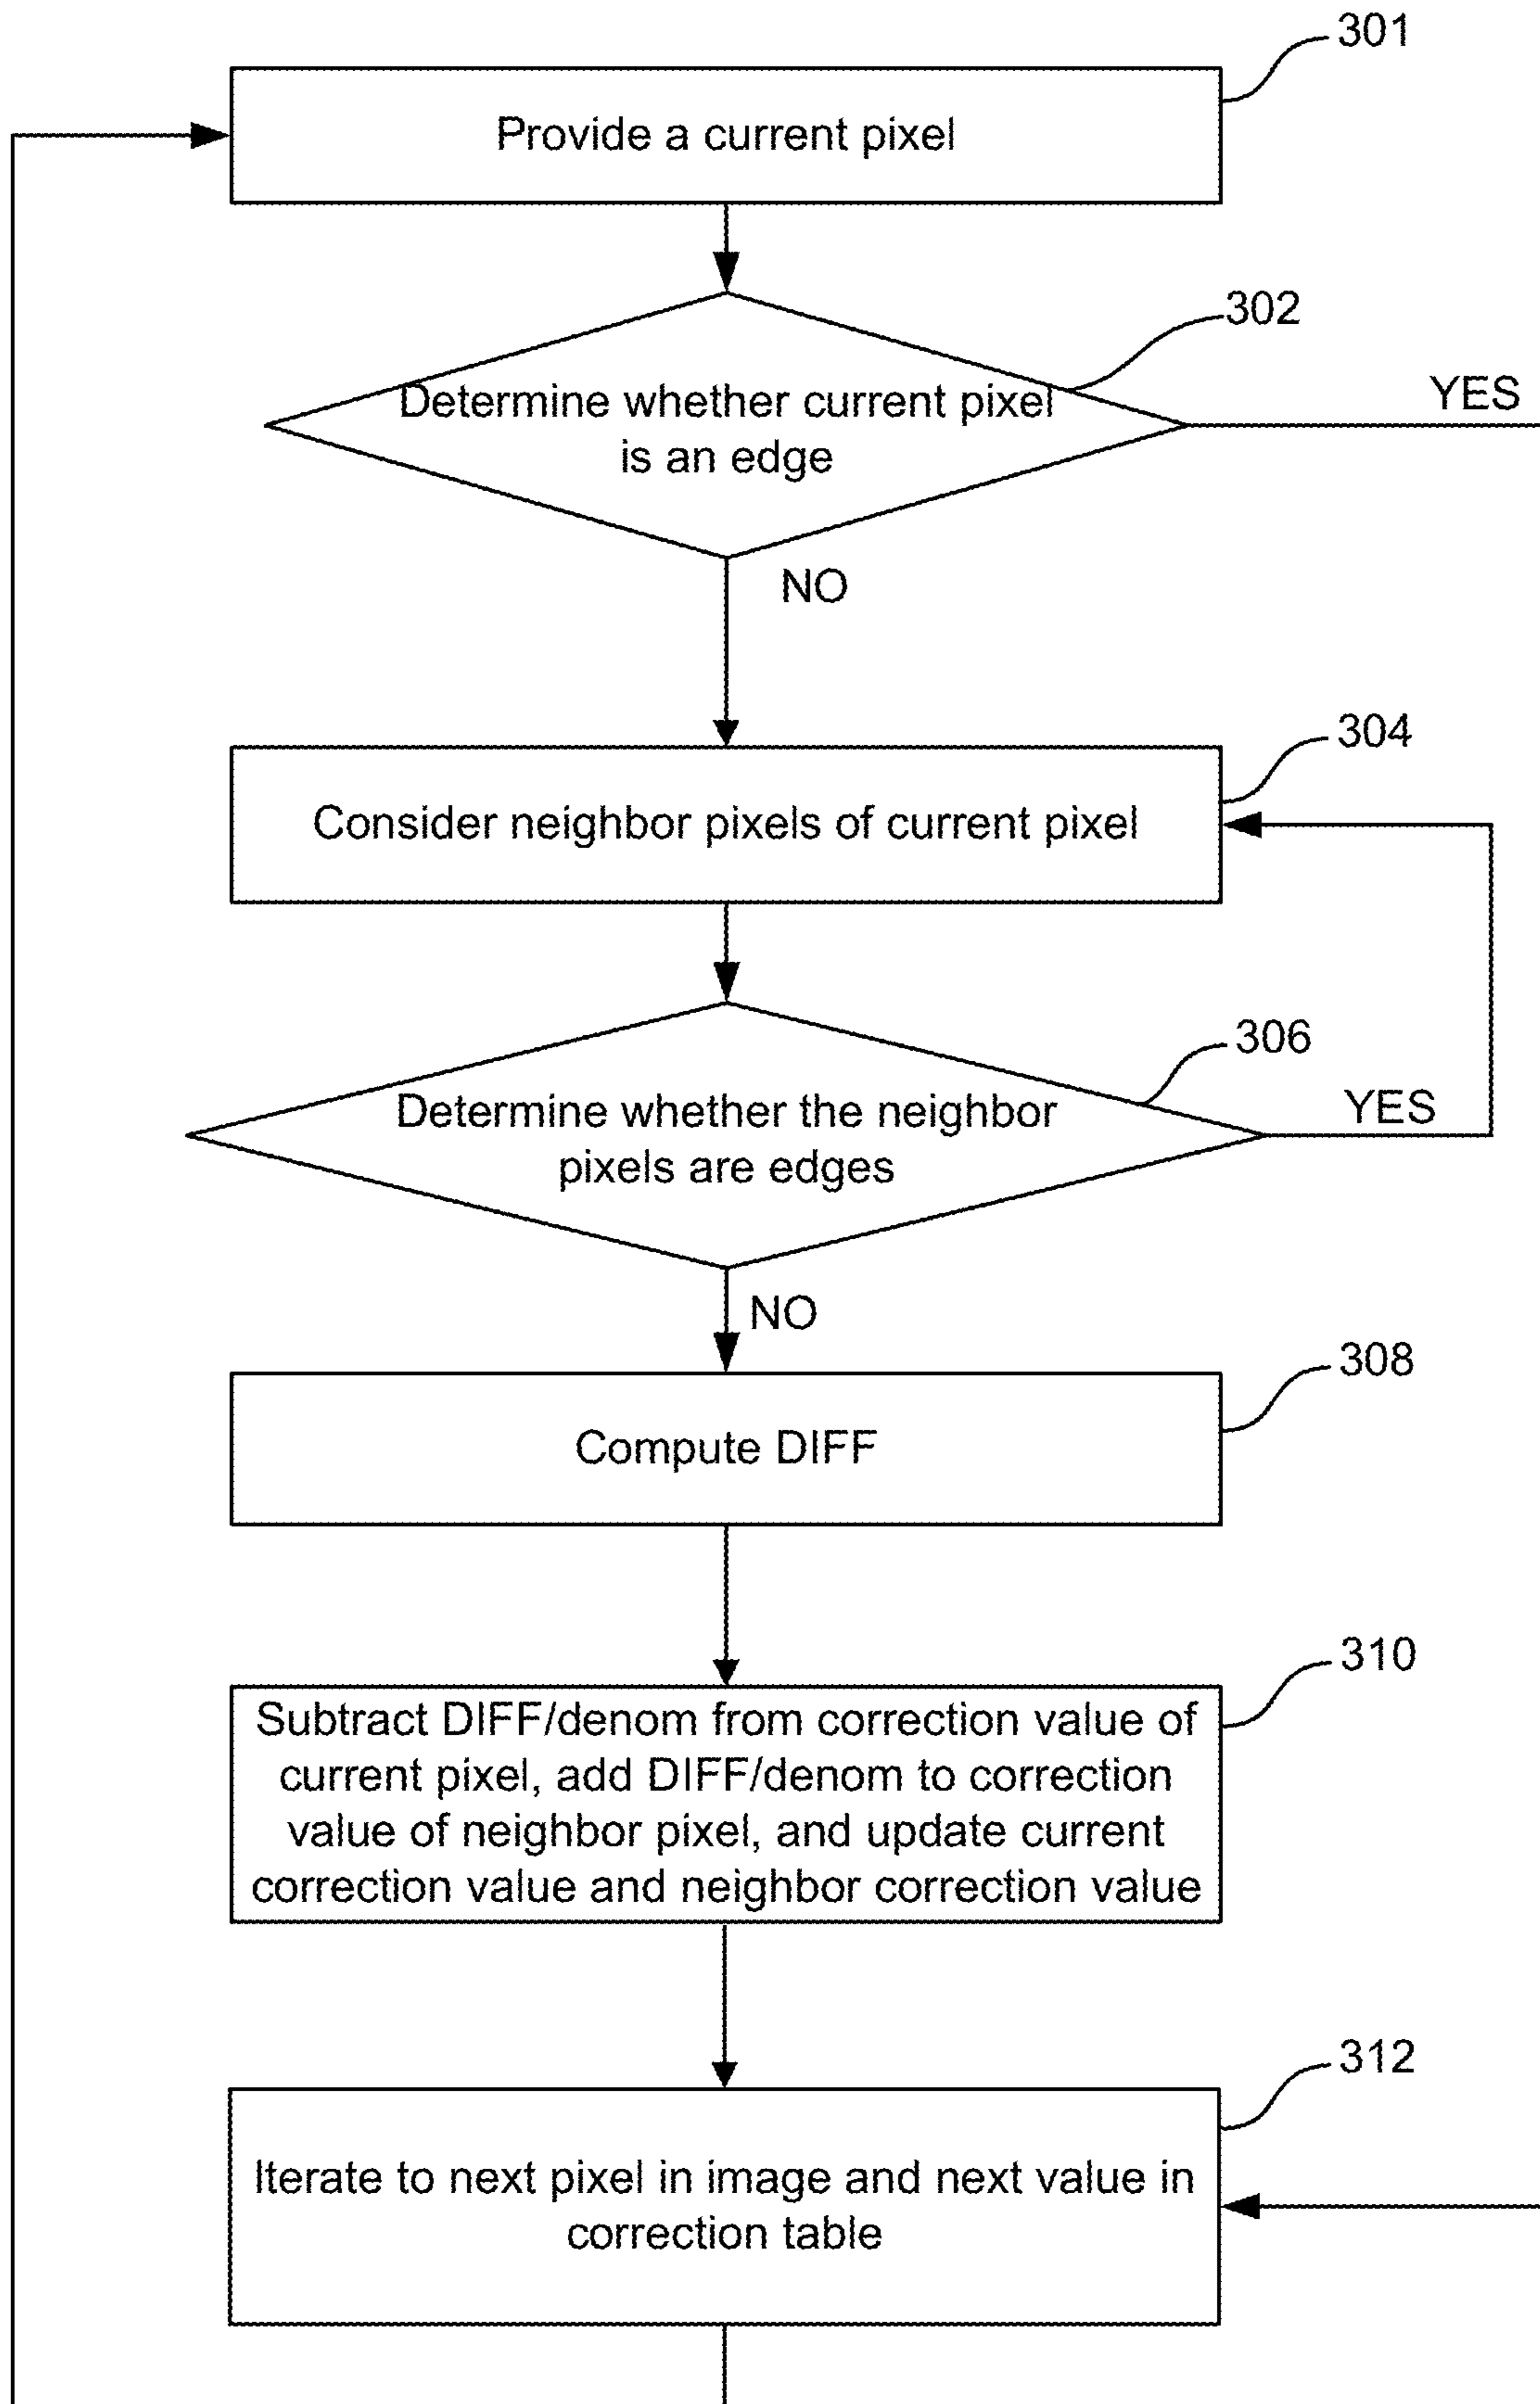 301
Provide a current pixel
302
Determine whether current pixel
is an edge
YES
NO
304
Consider neighbor pixels of current pixel
306
Determine whether the neighbor
pixels are edges
YES
NO
308
Compute DIFF
310
Subtract DIFF/denom from correction value of
current pixel, add DIFF/denom to correction
value of neighbor pixel, and update current
correction value and neighbor correction value
312
Iterate to next pixel in image and next value in
correction table